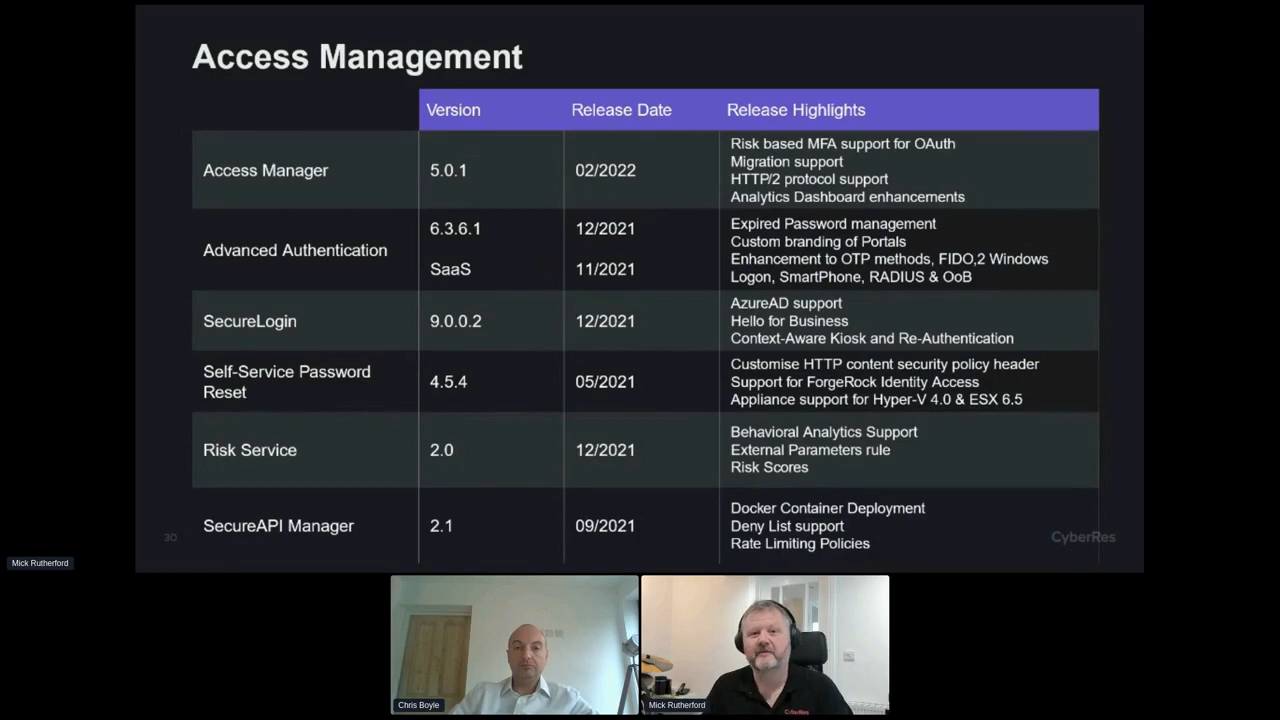 Access Management
Version Release Date Release Highlights
Access Manager 5.0.1 02/2022
Risk based MFA support for OAuth
Migration support
HTTP/2 protocol support
Analytics Dashboard enhancements
Advanced Authentication
6.3.6.1 12/2021
SaaS 11/2021
Expired Password management
Custom branding of Portals
Enhancement to OTP methods, FIDO,2 Windows
Logon, SmartPhone, RADIUS & OoB
SecureLogin 9.0.0.2 12/2021
AzureAD support
Hello for Business
Context-Aware Kiosk and Re-Authentication
Self-Service Password
Reset
4.5.4 05/2021
Customise HTTP content security policy header
Support for ForgeRock Identity Access
Appliance support for Hyper-V 4.0 & ESX 6.5
Risk Service 2.0 12/2021
Behavioral Analytics Support
External Parameters rule
Risk Scores
SecureAPI Manager 2.1 09/2021
Docker Container Deployment
Deny List support
Rate Limiting Policies
30
CyberRes
Mick Rutherford
Chris Boyle
Mick Rutherford
CyberRes